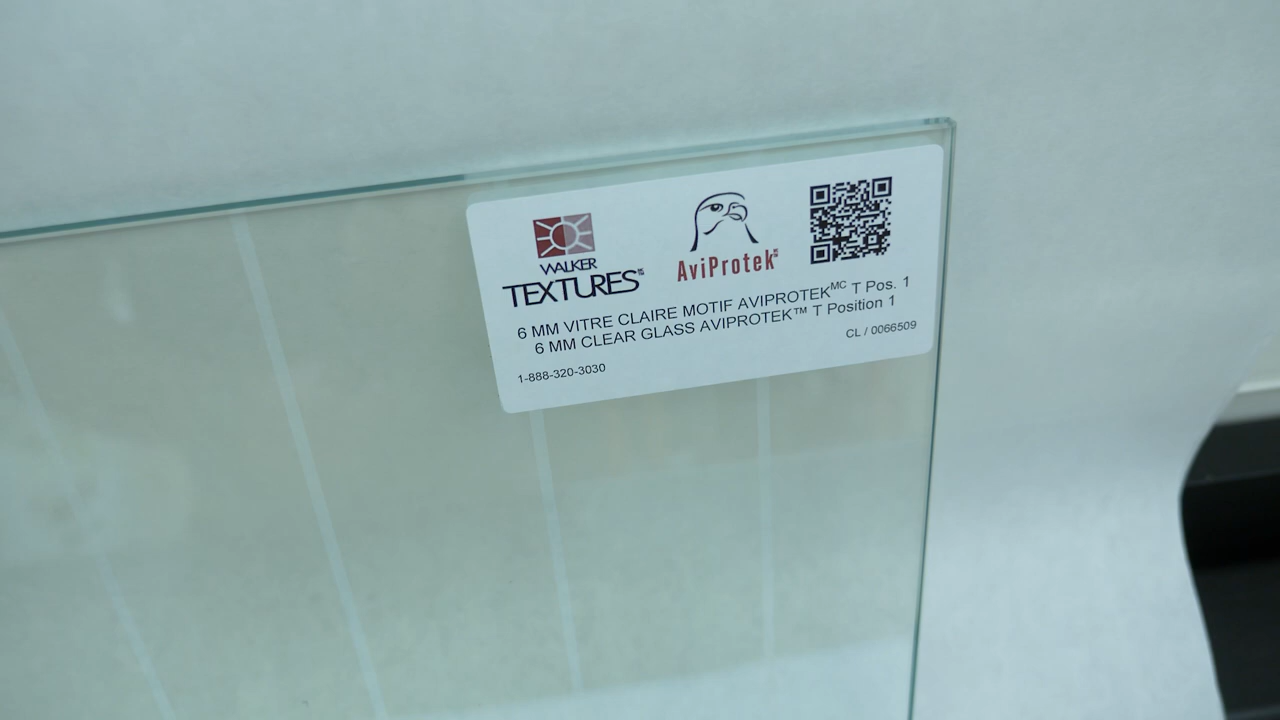 WALKER
TEXTURES
AviProtek
6 MM VITRE CLAIRE MOTIF AVIPROTEKMC T Pos. 1
6 MM CLEAR GLASS AVIPROTEK™ T Position 1
CL / 0066509
1-888-320-3030